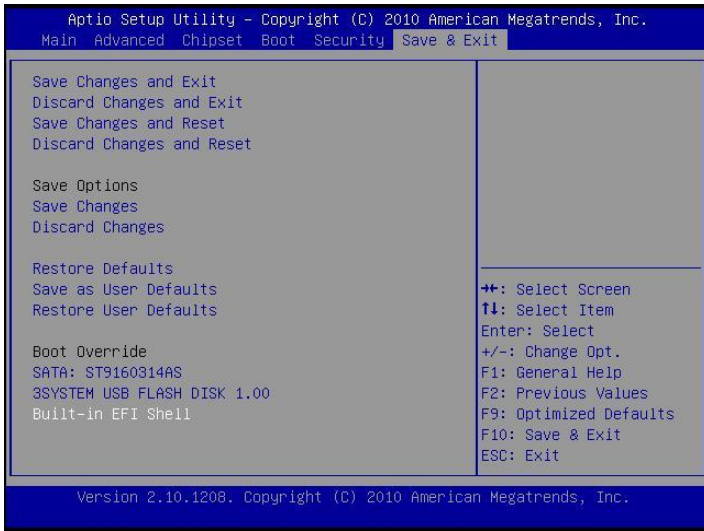 Aptio Setup Utility – Copyright (C) 2010 American Megatrends, Inc.
Main Advanced Chipset Boot Security Save & Exit
Save Changes and Exit
Discard Changes and Exit
Save Changes and Reset
Discard Changes and Reset
Save Options
Save Changes
Discard Changes
Restore Defaults
Save as User Defaults
Restore User Defaults
Boot Override
SATA: ST9160314AS
3SYSTEM USB FLASH DISK 1.00
Built-in EFI Shell
→←: Select Screen
↑↓: Select Item
Enter: Select
+/-: Change Opt.
F1: General Help
F2: Previous Values
F9: Optimized Defaults
F10: Save & Exit
ESC: Exit
Version 2.10.1208. Copyright (C) 2010 American Megatrends, Inc.